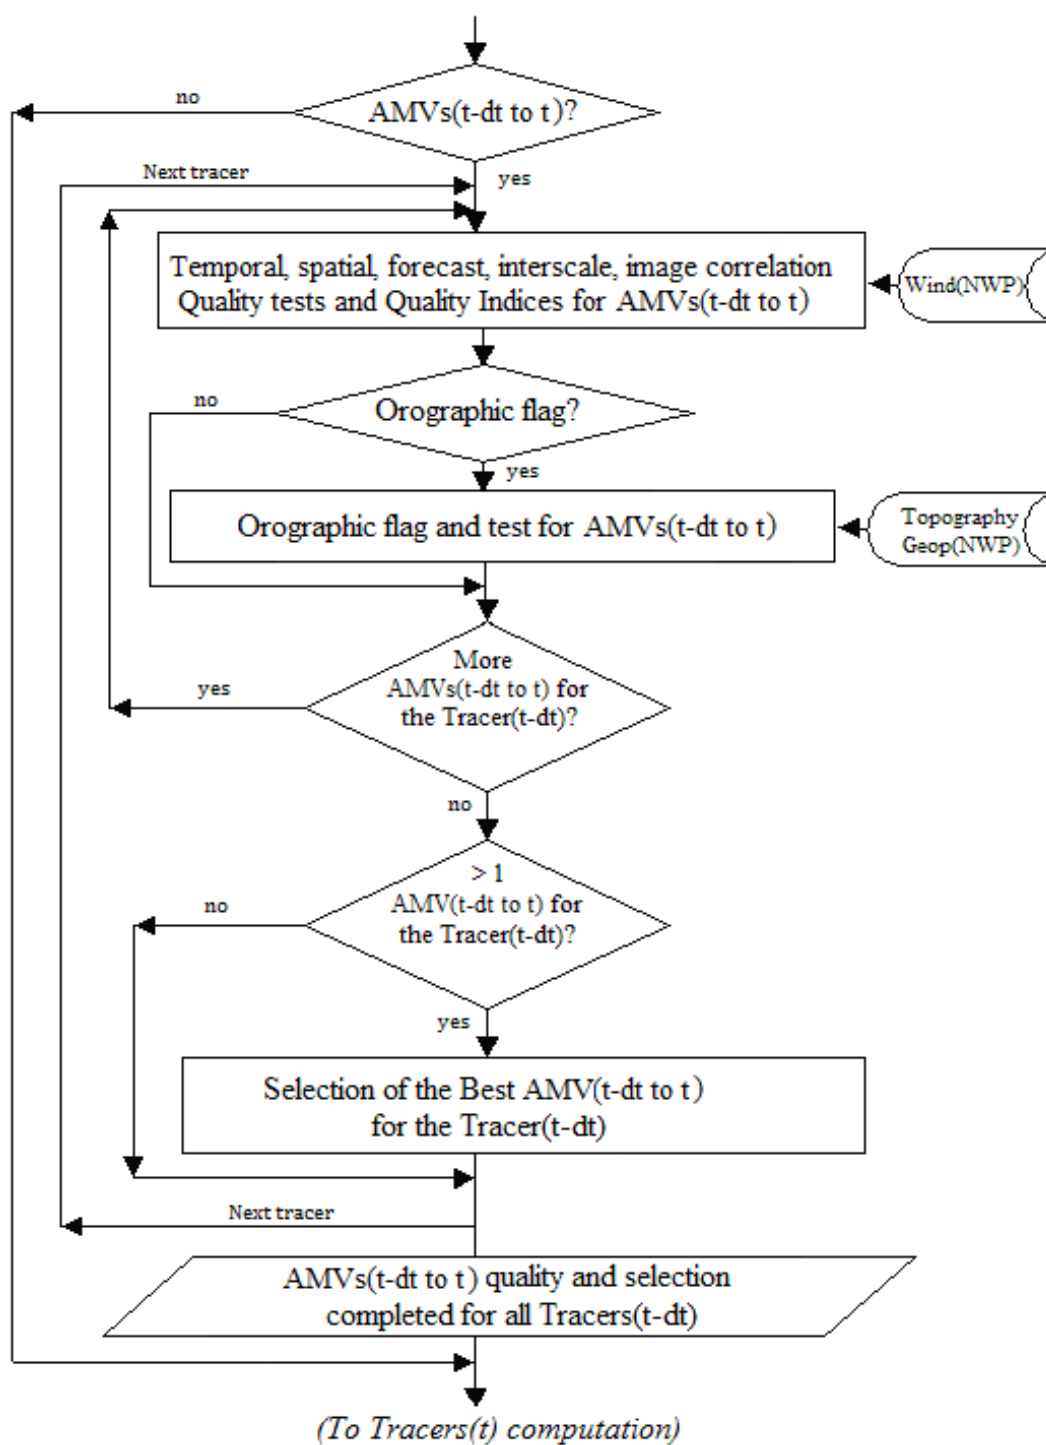 AMVs(t-dt to t)?
no
yes
Next tracer
Temporal, spatial, forecast, interscale, image correlation
Quality tests and Quality Indices for AMVs(t-dt to t)
Wind(NWP)
Orographic flag?
no
yes
Orographic flag and test for AMVs(t-dt to t)
Topography
Geop(NWP)
More
AMVs(t-dt to t) for
the Tracer(t-dt)?
yes
no
> 1
AMV(t-dt to t) for
the Tracer(t-dt)?
no
yes
Selection of the Best AMV(t-dt to t)
for the Tracer(t-dt)
Next tracer
AMVs(t-dt to t) quality and selection
completed for all Tracers(t-dt)
(To Tracers(t) computation)